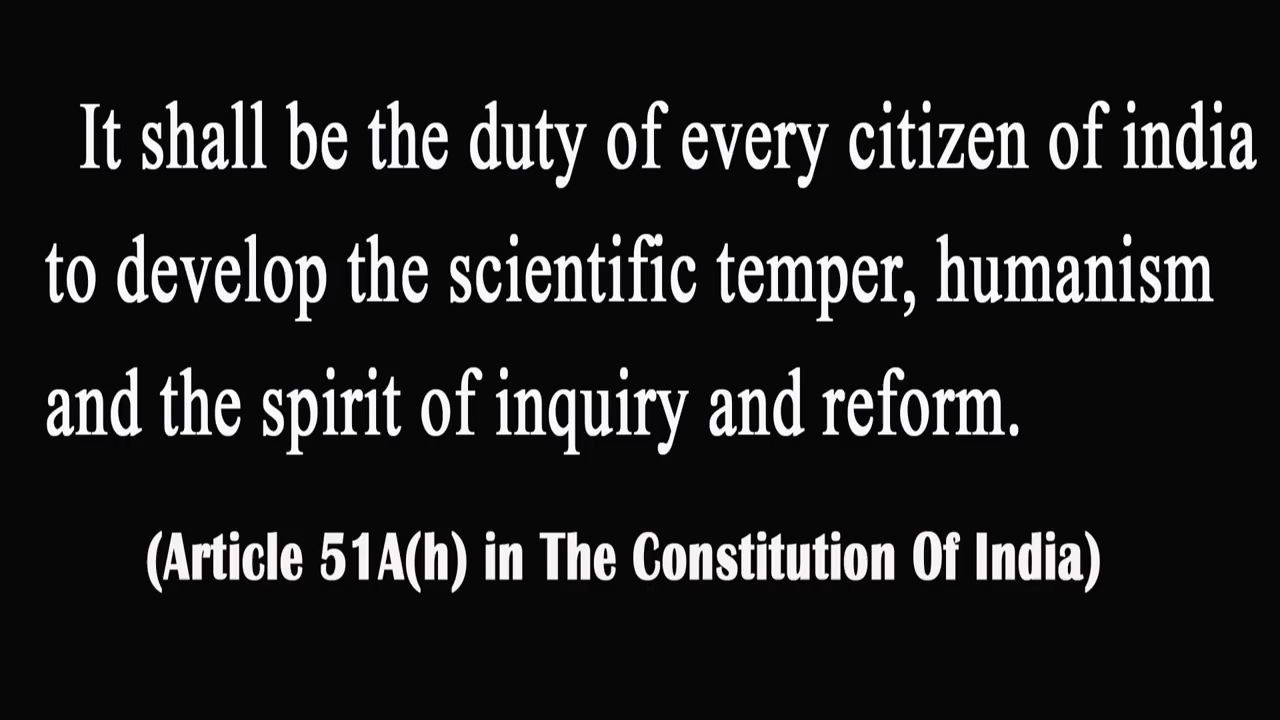 It shall be the duty of every citizen of india
to develop the scientific temper, humanism
and the spirit of inquiry and reform.
(Article 51A(h) in The Constitution Of India)